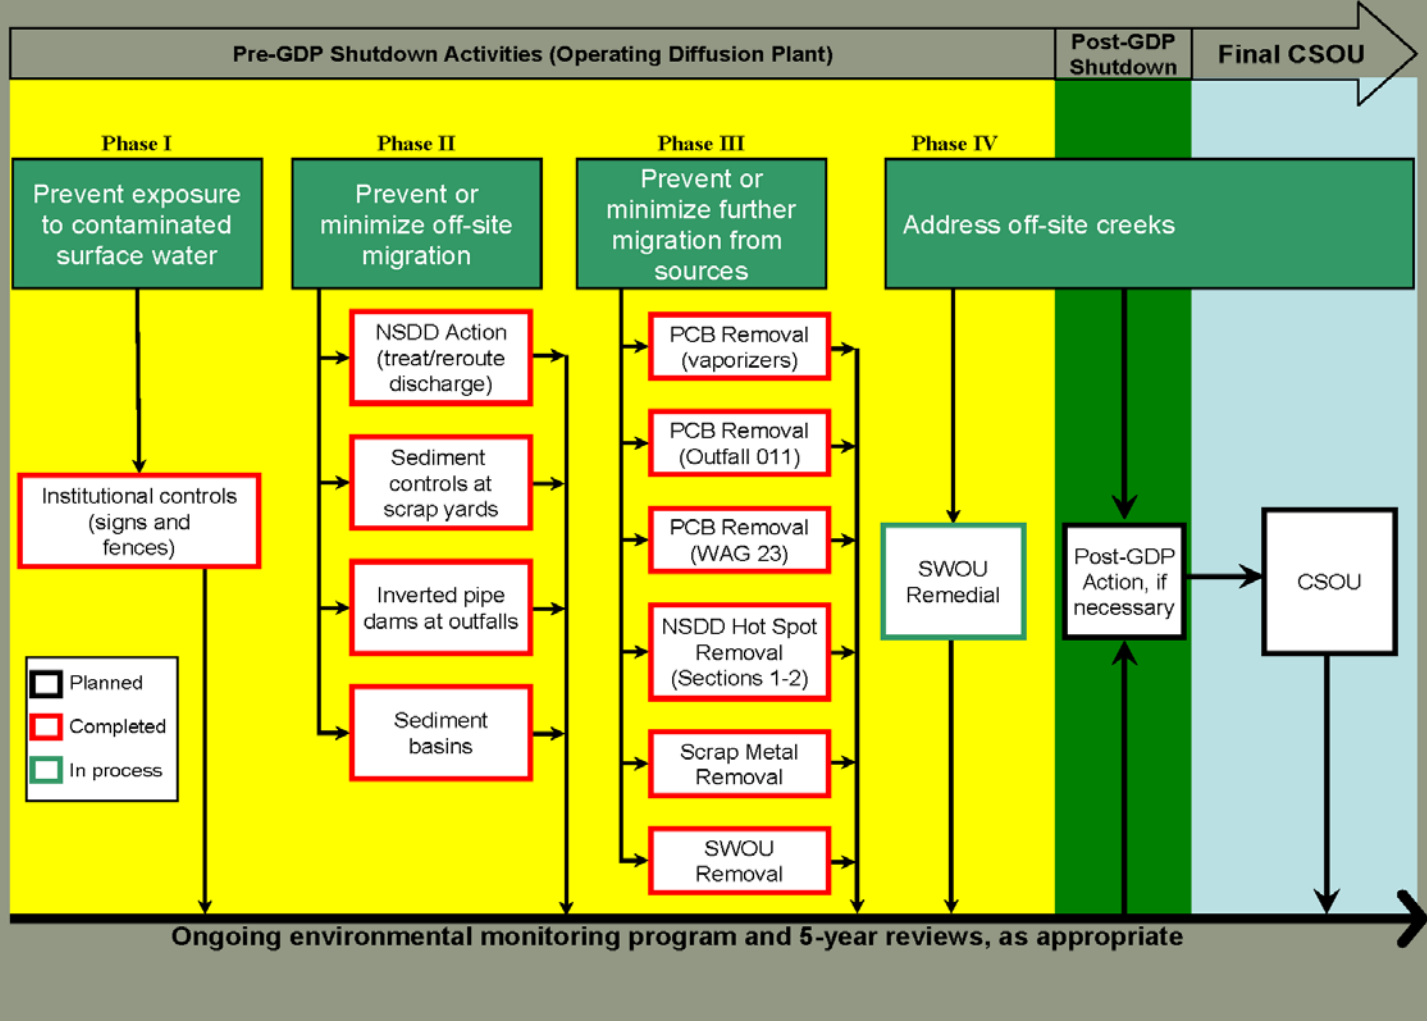 Pre-GDP Shutdown Activities (Operating Diffusion Plant)
Post-GDP
Shutdown
Final CSOU
Phase I
Prevent exposure
to contaminated
surface water
Institutional controls
(signs and
fences)
Phase II
Prevent or
minimize off-site
migration
NSDD Action
(treat/reroute
discharge)
Sediment
controls at
scrap yards
Inverted pipe
dams at outfalls
Sediment
basins
Phase III
Prevent or
minimize further
migration from
sources
PCB Removal
(vaporizers)
PCB Removal
(Outfall 011)
PCB Removal
(WAG 23)
NSDD Hot Spot
Removal
(Sections 1-2)
Scrap Metal
Removal
SWOU
Removal
Phase IV
Address off-site creeks
SWOU
Remedial
Post-GDP
Action, if
necessary
CSOU
Planned
Completed
In process
Ongoing environmental monitoring program and 5-year reviews, as appropriate